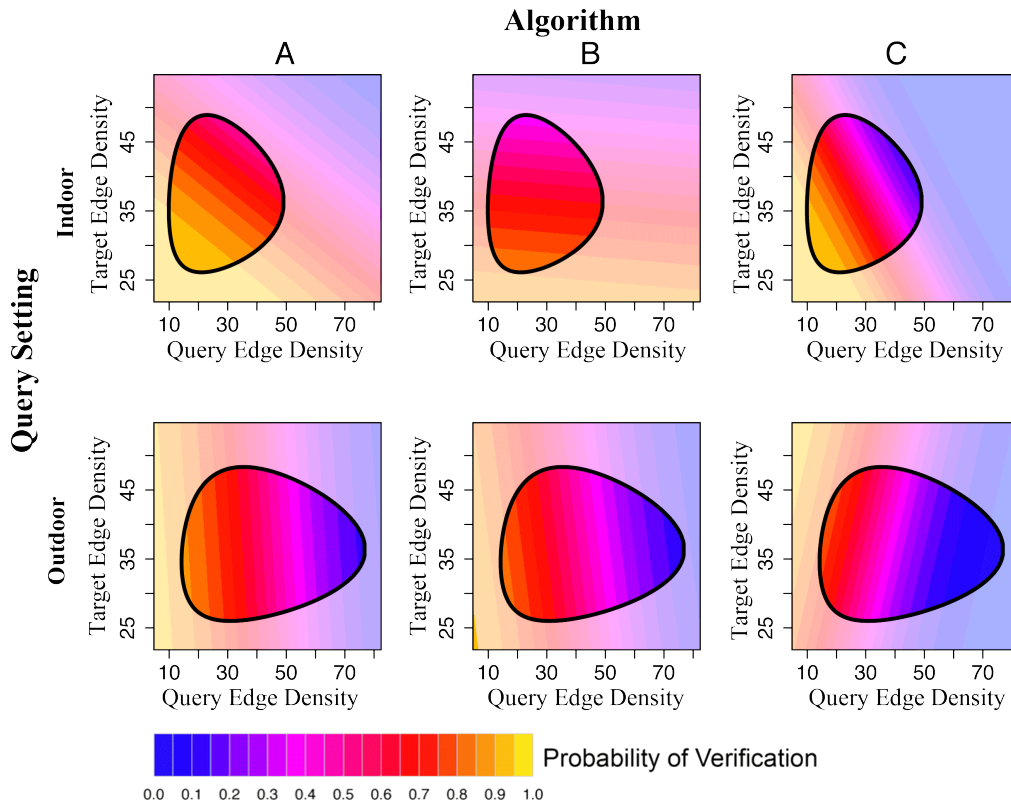 Algorithm
A B C
Query Setting
Indoor
Target Edge Density
25 35 45
10 30 50 70
Query Edge Density
Target Edge Density
25 35 45
10 30 50 70
Query Edge Density
Target Edge Density
25 35 45
10 30 50 70
Query Edge Density
Outdoor
Target Edge Density
25 35 45
10 30 50 70
Query Edge Density
Target Edge Density
25 35 45
10 30 50 70
Query Edge Density
Target Edge Density
25 35 45
10 30 50 70
Query Edge Density
Probability of Verification
0.0 0.1 0.2 0.3 0.4 0.5 0.6 0.7 0.8 0.9 1.0